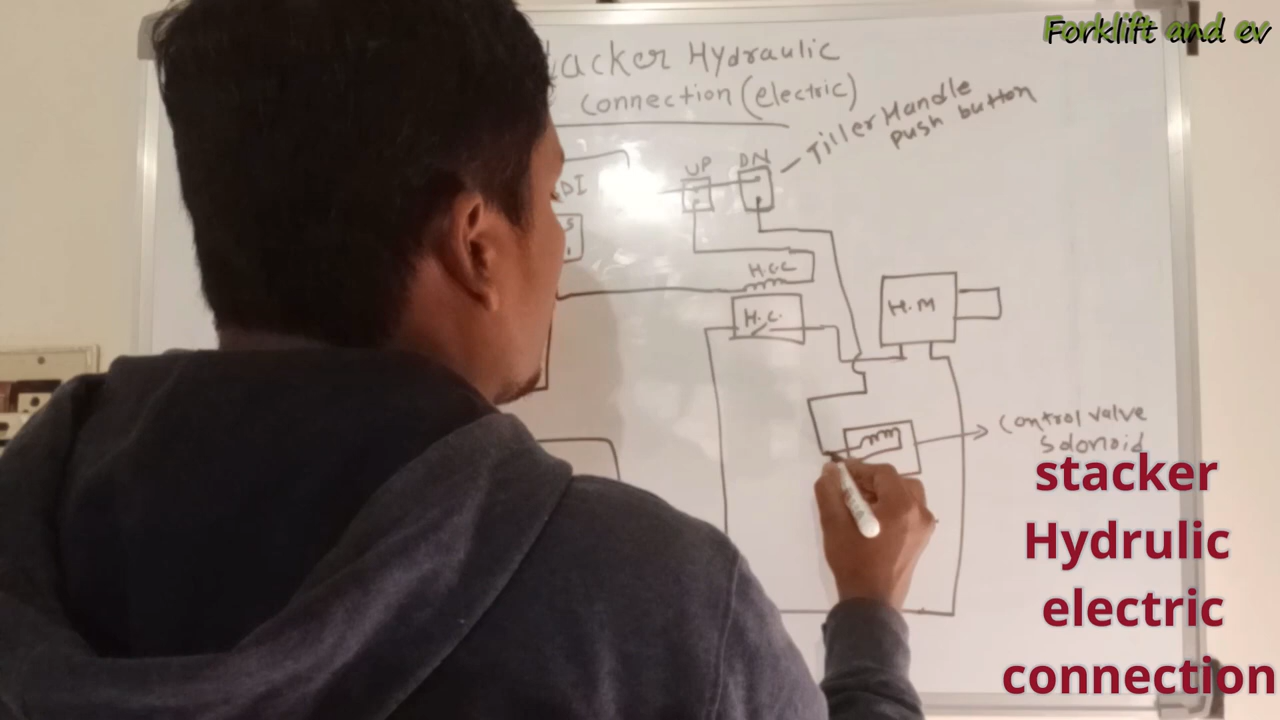 Forklift and ev
tacker Hydraulic
connection (electric)
Tiller Handle
push button
UP
DN
DI
S
H.C.C
H.C.
H.M
control valve
Solonoid
stacker
Hydrulic
electric
connection